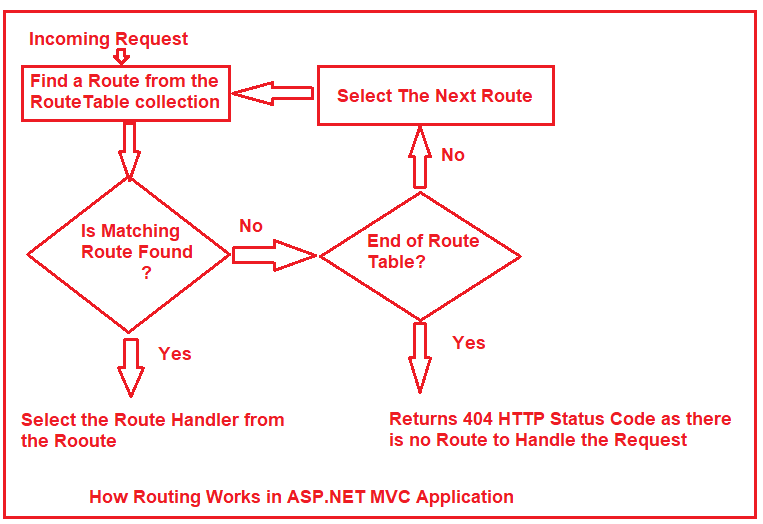 Incoming Request
Find a Route from the
RouteTable collection
Select The Next Route
No
Is Matching
Route Found
?
No
End of Route
Table?
Yes
Yes
Select the Route Handler from
the Rooute
Returns 404 HTTP Status Code as there
is no Route to Handle the Request
How Routing Works in ASP.NET MVC Application